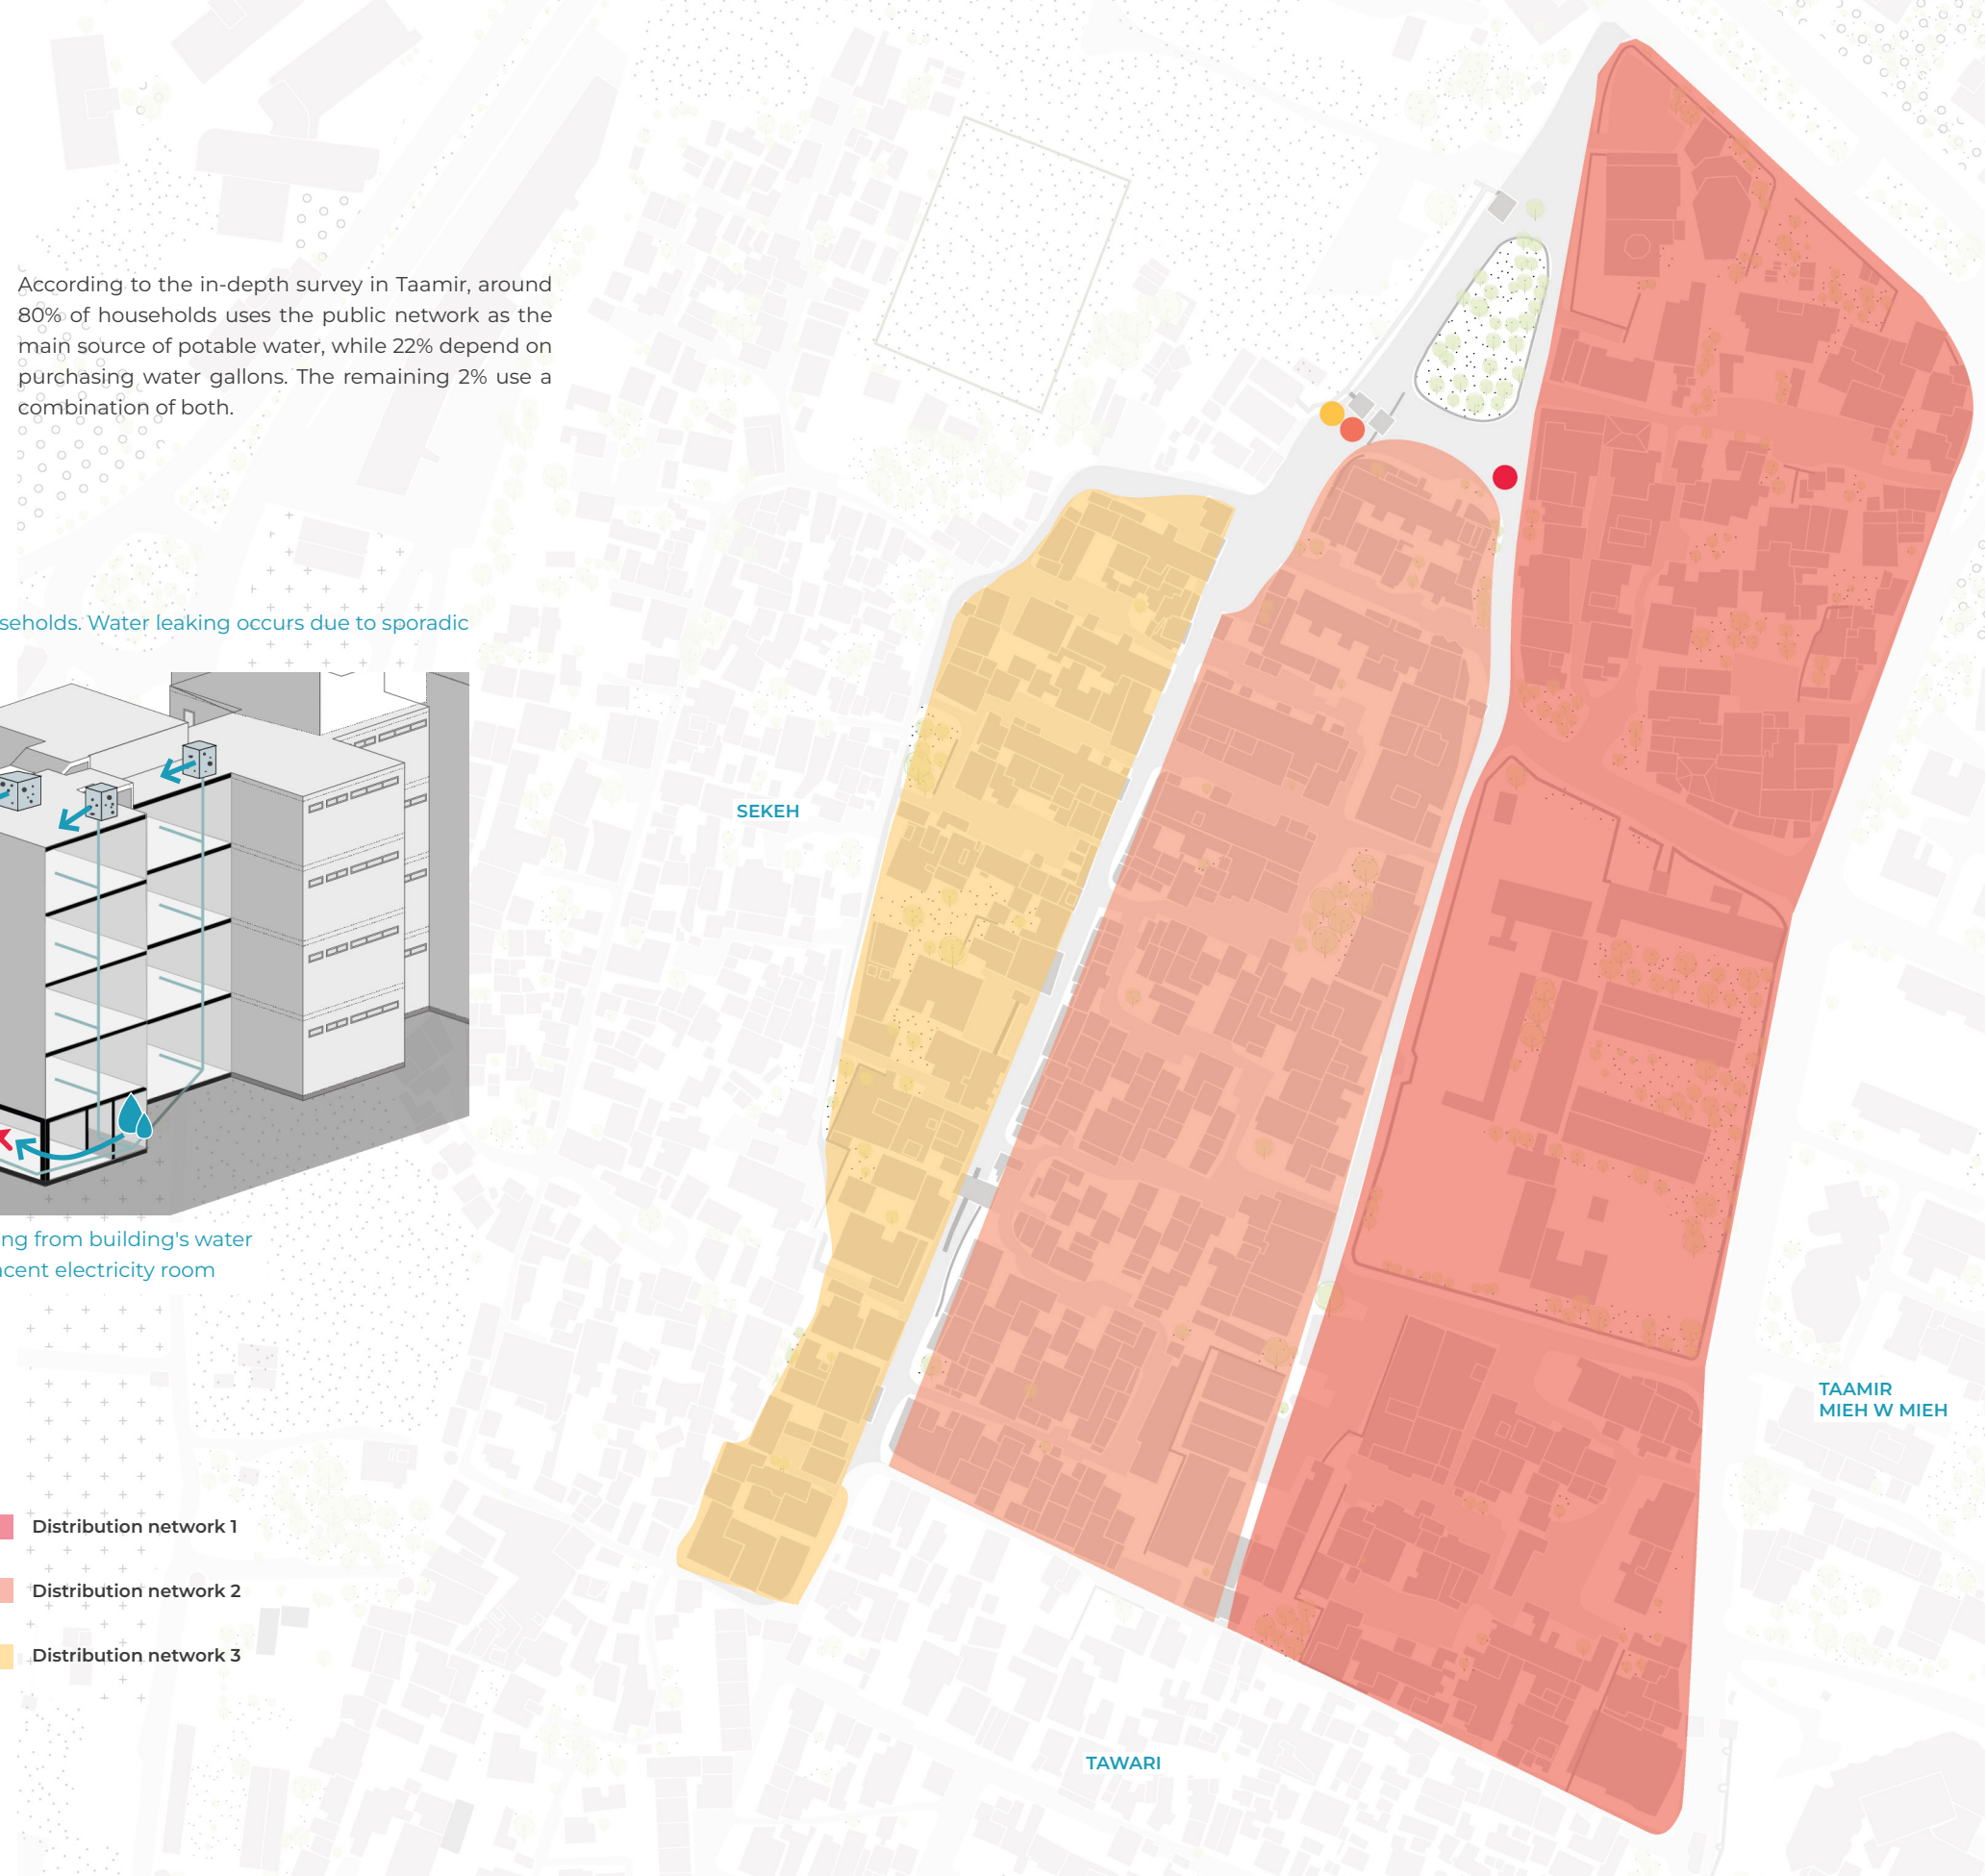 According to the in-depth survey in Taamir, around
80% of households uses the public network as the
main source of potable water, while 22% depend on
purchasing water gallons. The remaining 2% use a
combination of both.
seholds. Water leaking occurs due to sporadic
ng from building's water
acent electricity room
SEKEH
TAAMIR
MIEH W MIEH
Distribution network 1
Distribution network 2
Distribution network 3
TAWARI